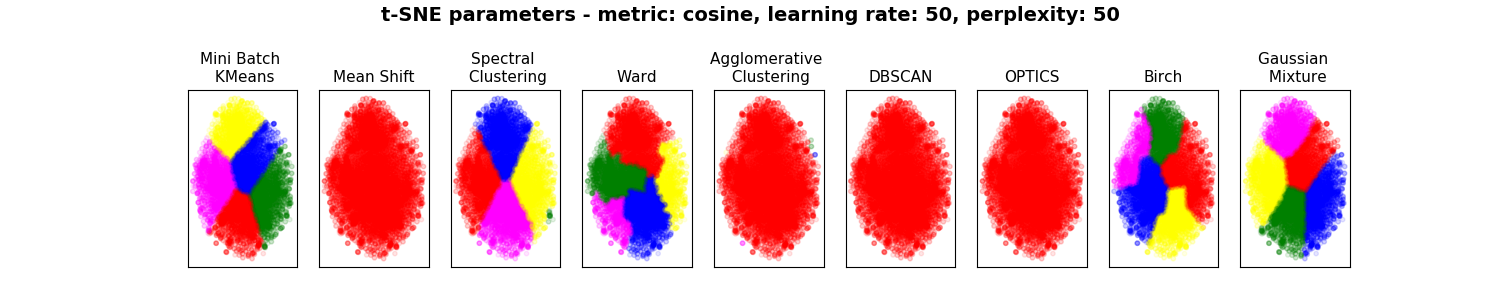 t-SNE parameters - metric: cosine, learning rate: 50, perplexity: 50
Mini Batch
KMeans
Mean Shift
Spectral
Clustering
Ward
Agglomerative
Clustering
DBSCAN
OPTICS
Birch
Gaussian
Mixture